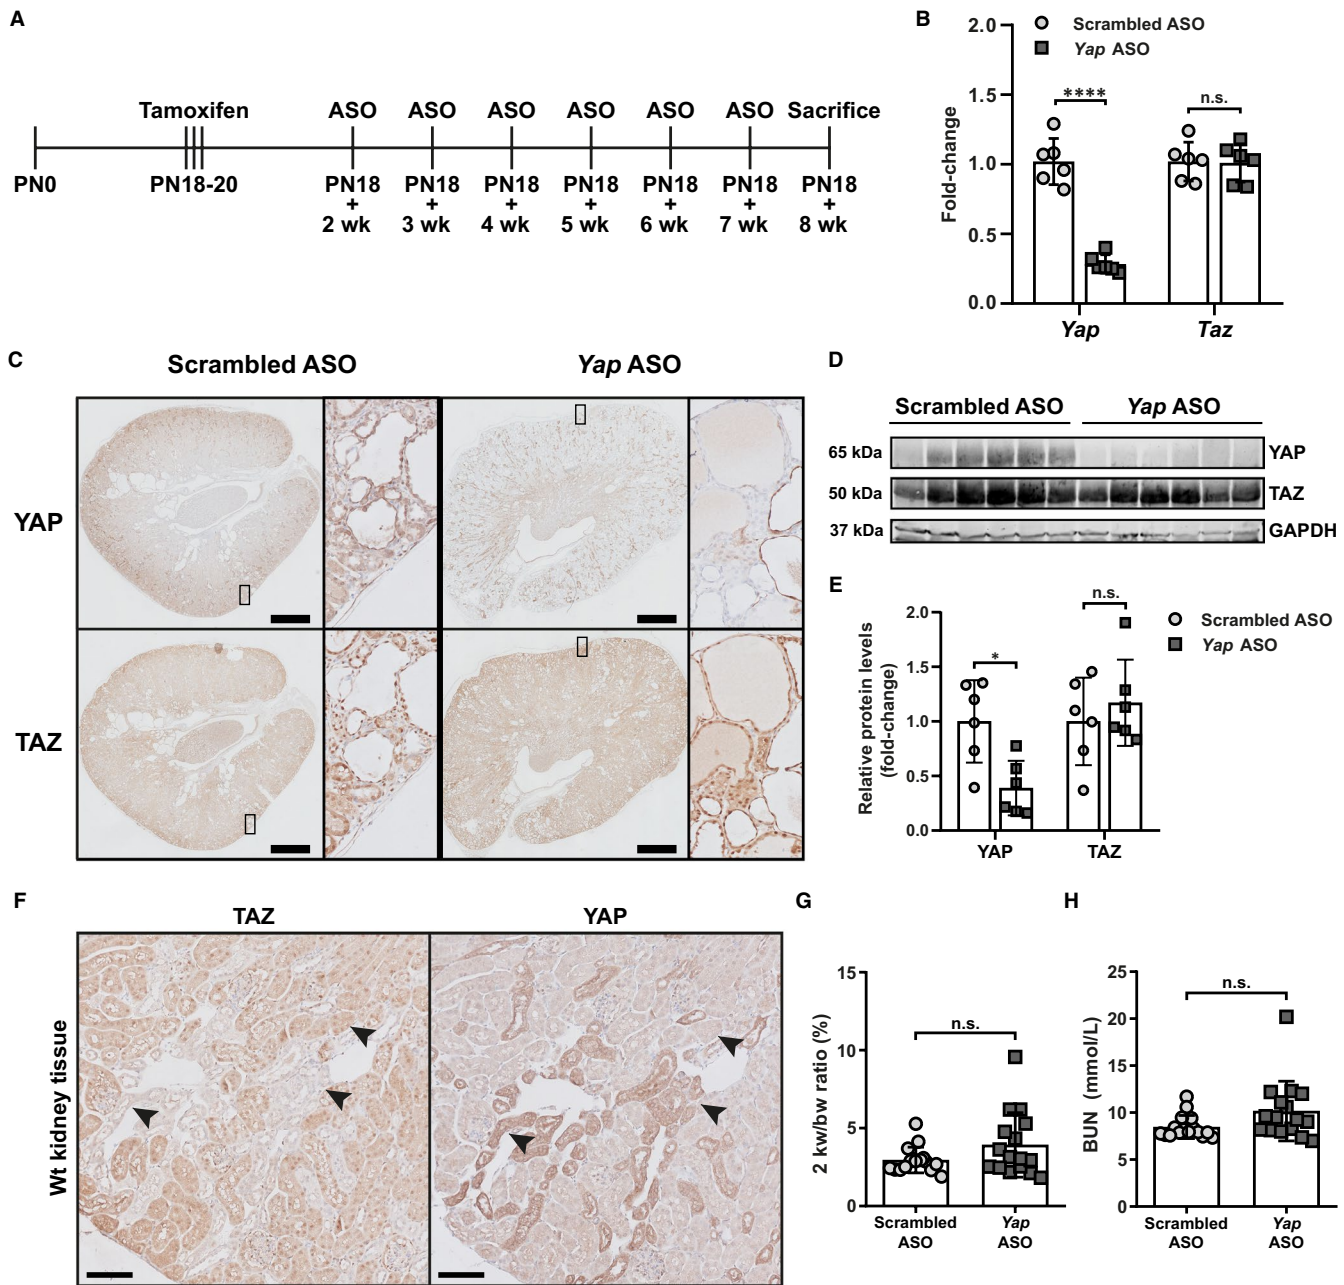 A
Tamoxifen ASO ASO ASO ASO ASO ASO Sacrifice
PN0 PN18-20 PN18 PN18 PN18 PN18 PN18 PN18 PN18
+ + + + + + +
2 wk 3 wk 4 wk 5 wk 6 wk 7 wk 8 wk
B
Scrambled ASO
Yap ASO
Fold-change
2.0
1.5
1.0
0.5
0.0
****
n.s.
Yap Taz
C
Scrambled ASO Yap ASO
YAP
TAZ
D
Scrambled ASO Yap ASO
65 kDa YAP
50 kDa TAZ
37 kDa GAPDH
E
Relative protein levels
(fold-change)
2.0
1.5
1.0
0.5
0.0
*
n.s.
Scrambled ASO
Yap ASO
YAP TAZ
F
TAZ YAP
Wt kidney tissue
G
2 kw/bw ratio (%)
15
10
5
0
n.s.
Scrambled Yap
ASO ASO
H
BUN (mmol/L)
25
20
15
10
5
0
n.s.
Scrambled Yap
ASO ASO